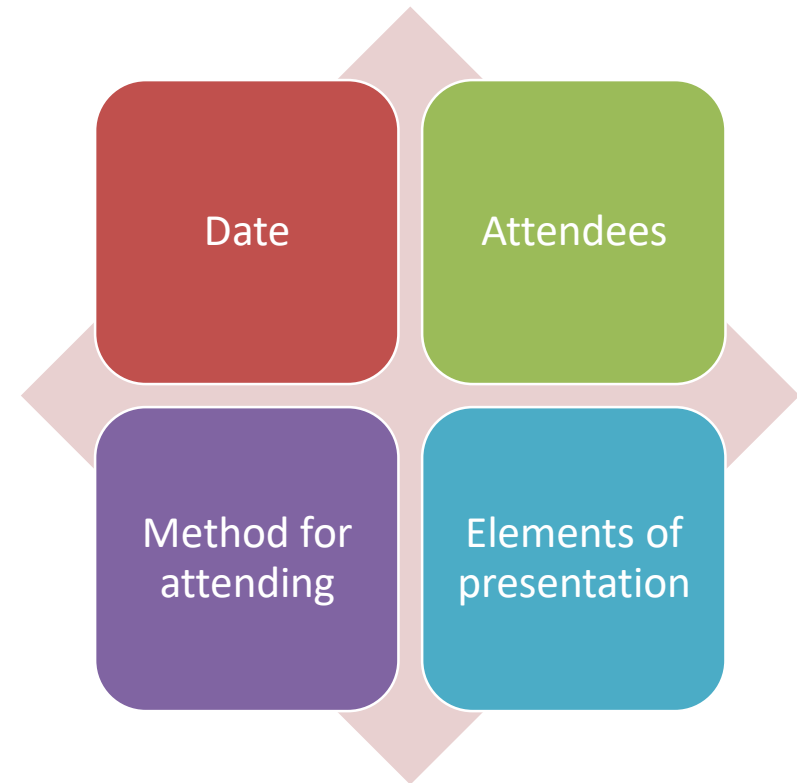 Date
Attendees
Method for
attending
Elements of
presentation